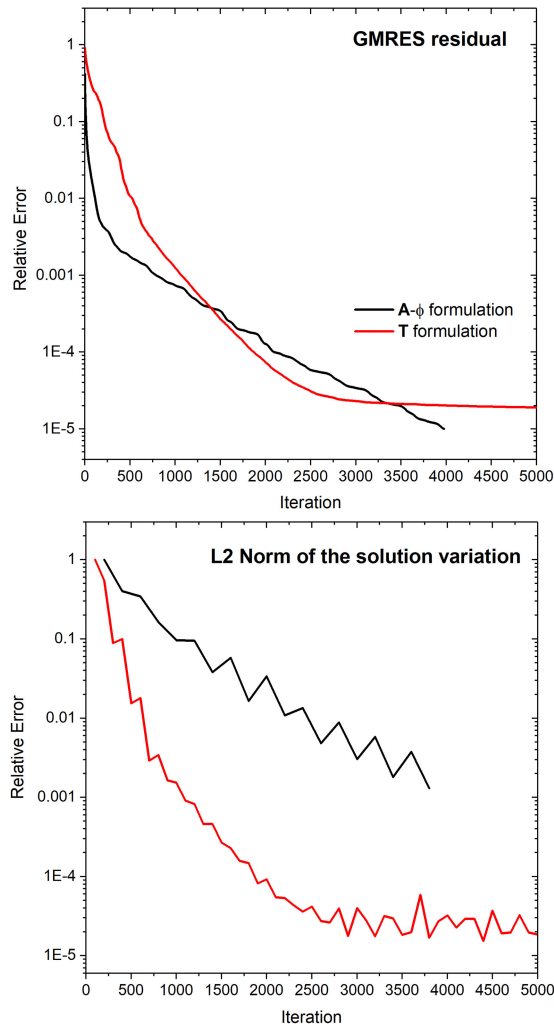 GMRES residual
Relative Error
1
0.1
0.01
0.001
1E-4
1E-5
A-ϕ formulation
T formulation
0 500 1000 1500 2000 2500 3000 3500 4000 4500 5000
Iteration
L2 Norm of the solution variation
Relative Error
1
0.1
0.01
0.001
1E-4
1E-5
0 500 1000 1500 2000 2500 3000 3500 4000 4500 5000
Iteration